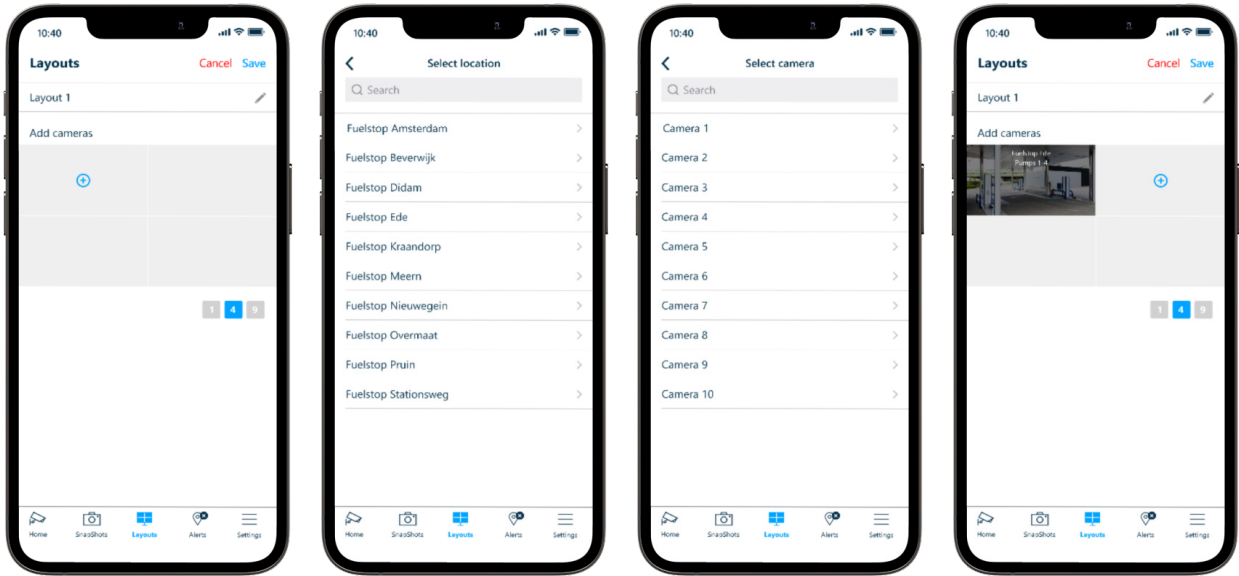 10:40
Layouts
Cancel Save
Layout 1
Add cameras
1 4 9
Home SnapShots Layouts Alerts Settings
10:40
Select location
Search
Fuelstop Amsterdam
Fuelstop Beverwijk
Fuelstop Didam
Fuelstop Ede
Fuelstop Kraandorp
Fuelstop Meern
Fuelstop Nieuwegein
Fuelstop Overmaat
Fuelstop Pruin
Fuelstop Stationsweg
Home SnapShots Layouts Alerts Settings
10:40
Select camera
Search
Camera 1
Camera 2
Camera 3
Camera 4
Camera 5
Camera 6
Camera 7
Camera 8
Camera 9
Camera 10
Home SnapShots Layouts Alerts Settings
10:40
Layouts
Cancel Save
Layout 1
Add cameras
Fuelstop Ede
Pumps 1-4
1 4 9
Home SnapShots Layouts Alerts Settings